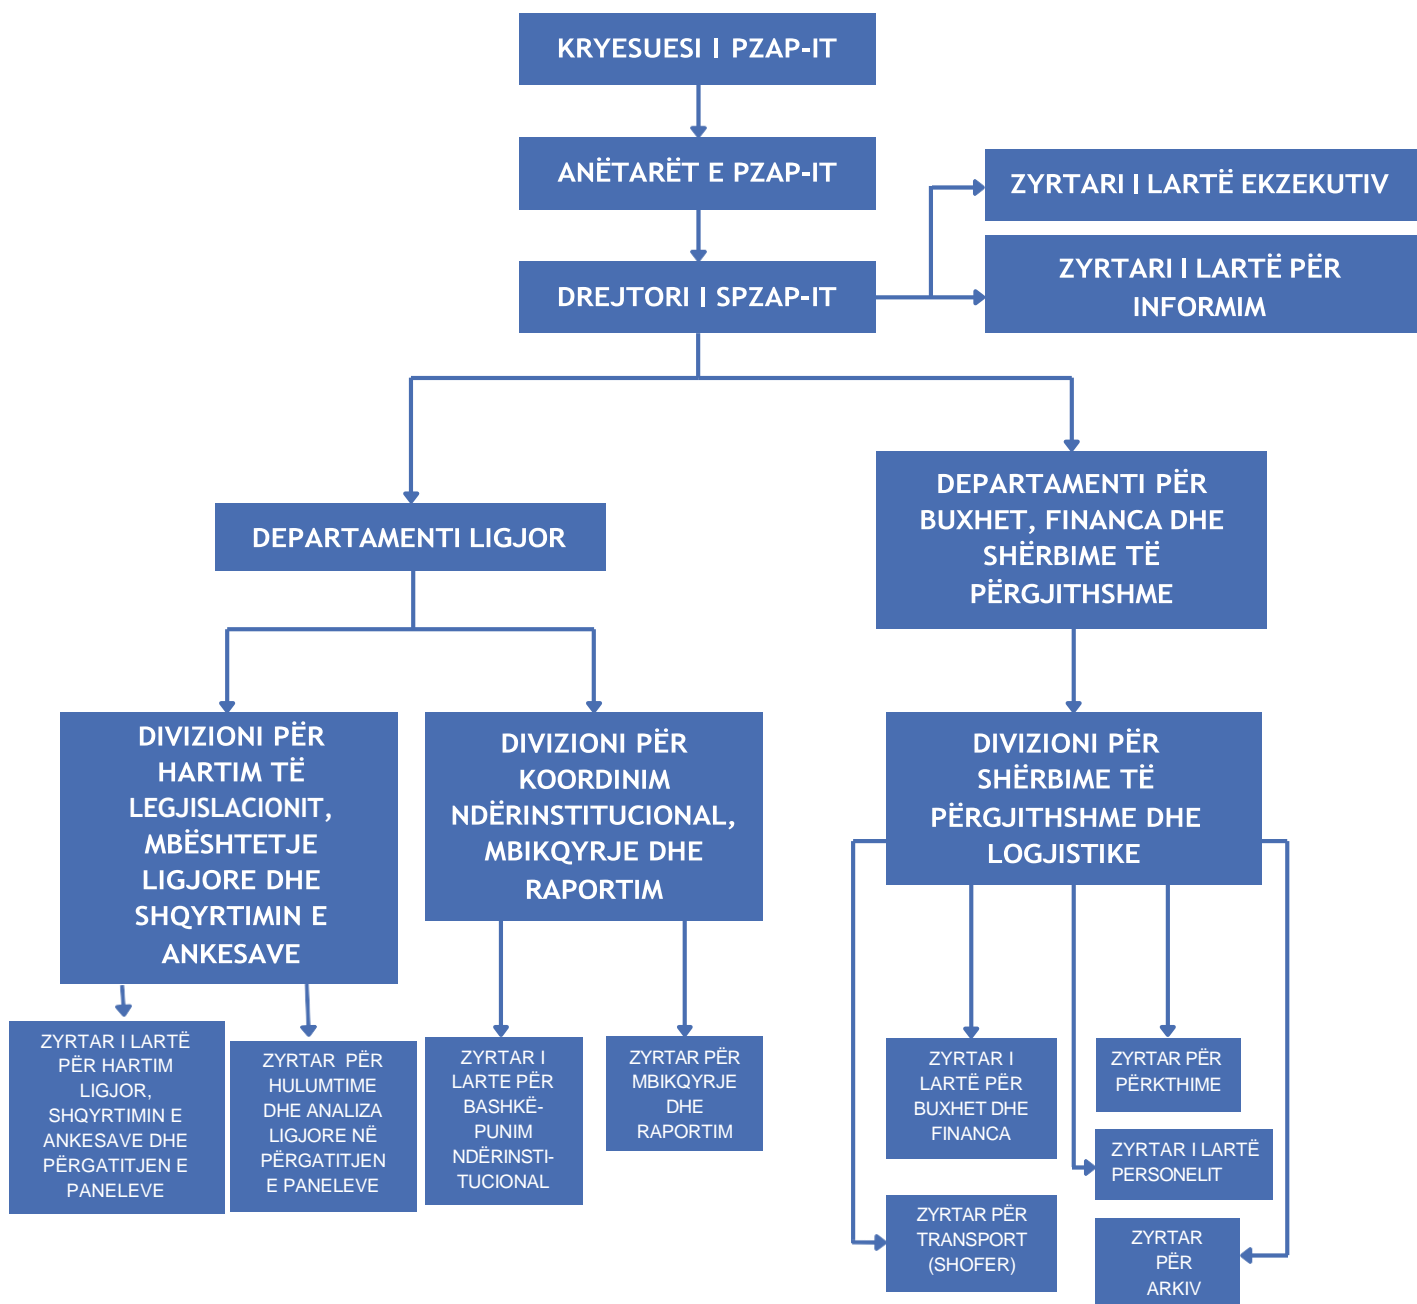 KRYESUESI I PZAP-IT
ANËTARËT E PZAP-IT
ZYRTARI I LARTË EKZEKUTIV
DREJTORI I SPZAP-IT
ZYRTARI I LARTË PËR
INFORMIM
DEPARTAMENTI LIGJOR
DEPARTAMENTI PËR
BUXHET, FINANCA DHE
SHËRBIME TË
PËRGJITHSHME
DIVIZIONI PËR
HARTIM TË
LEGJISLACIONIT,
MBËSHTETJE
LIGJORE DHE
SHQYRTIMIN E
ANKESAVE
DIVIZIONI PËR
KOORDINIM
NDËRINSTITUCIONAL,
MBIKQYRJE DHE
RAPORTIM
DIVIZIONI PËR
SHËRBIME TË
PËRGJITHSHME DHE
LOGJISTIKE
ZYRTAR I LARTË
PËR HARTIM
LIGJOR,
SHQYRTIMIN E
ANKESAVE DHE
PËRGATITJEN E
PANELEVE
ZYRTAR PËR
HULUMTIME
DHE ANALIZA
LIGJORE NË
PËRGATITJEN
E PANELEVE
ZYRTAR I
LARTE PËR
BASHKË-
PUNIM
NDËRINSTI-
TUCIONAL
ZYRTAR PËR
MBIKQYRJE
DHE
RAPORTIM
ZYRTAR I
LARTË PËR
BUXHET DHE
FINANCA
ZYRTAR PËR
PËRKTHIME
ZYRTAR I LARTË
PERSONELIT
ZYRTAR PËR
TRANSPORT
(SHOFER)
ZYRTAR
PËR
ARKIV